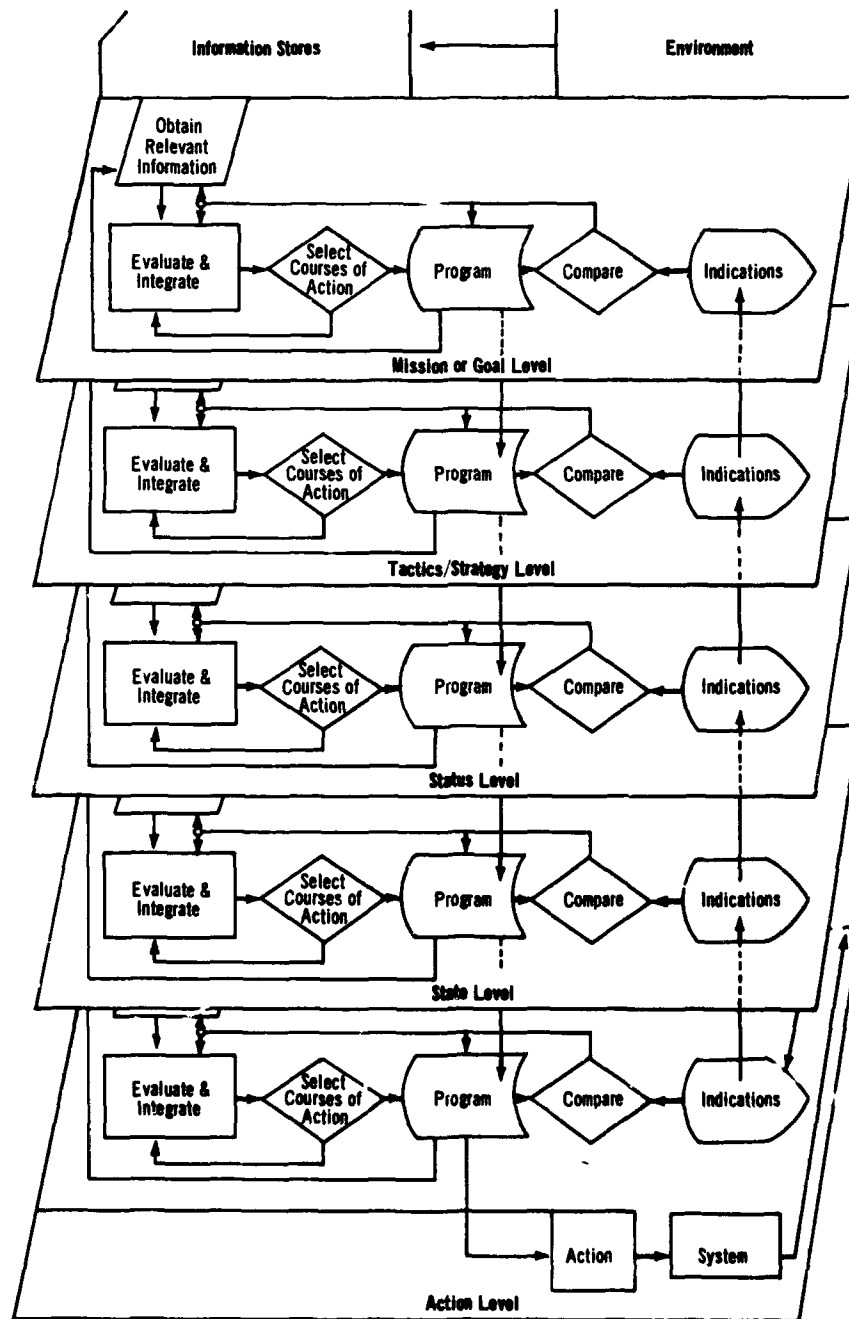 Information Stores
Environment
Obtain
Relevant
Information
Evaluate &
Integrate
Select
Courses of
Action
Program
Compare
Indications
Mission or Goal Level
Evaluate &
Integrate
Select
Courses of
Action
Program
Compare
Indications
Tactics/Strategy Level
Evaluate &
Integrate
Select
Courses of
Action
Program
Compare
Indications
Status Level
Evaluate &
Integrate
Select
Courses of
Action
Program
Compare
Indications
State Level
Evaluate &
Integrate
Select
Courses of
Action
Program
Compare
Indications
Action
System
Action Level